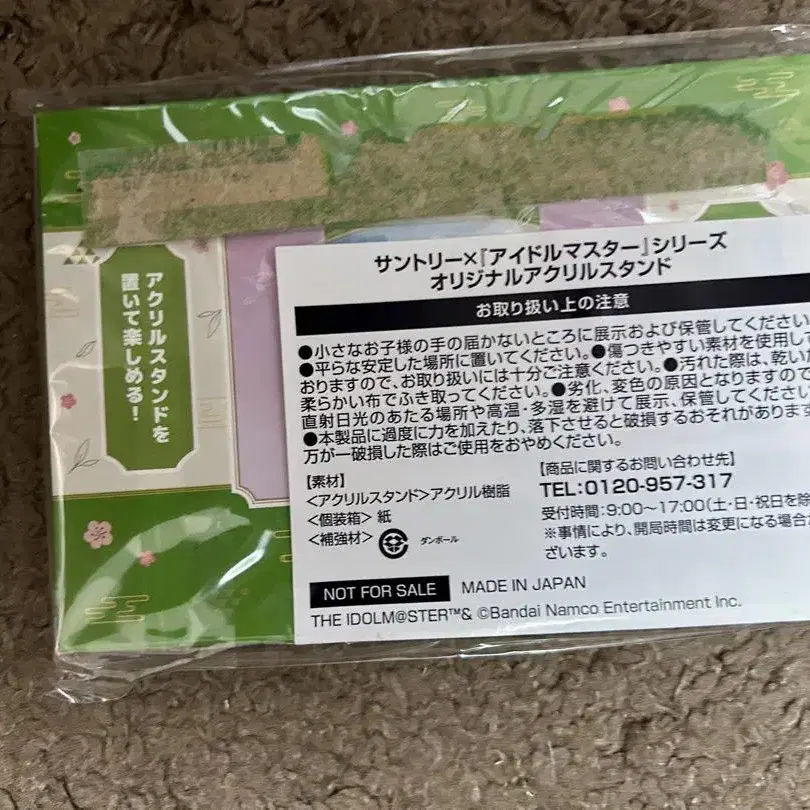 アクリルスタンドを
置いて楽しめる!
サントリー×『アイドルマスター』シリーズ
オリジナルアクリルスタンド
お取り扱い上の注意
●小さなお子様の手の届かないところに展示および保管してください
●平らな安定した場所に置いてください。●傷つきやすい素材を使用して
おりますので、お取り扱いには十分ご注意ください。●汚れた際は、乾いた
柔らかい布でふき取ってください。●劣化、変色の原因となりますので
直射日光のあたる場所や高温・多湿を避けて展示、保管してください
●本製品に過度に力を加えたり、落下させると破損するおそれがあります
万が一破損した際はご使用をおやめください。
【素材】
<アクリルスタンド>アクリル樹脂
<個装箱> 紙
<補強材> ダンボール
【商品に関するお問い合わせ先】
TEL:0120-957-317
受付時間:9:00〜17:00(土・日・祝日を除
※事情により、開局時間は変更になる場合
ざいます。
NOT FOR SALE MADE IN JAPAN
THE IDOLM@STER™& ©Bandai Namco Entertainment Inc.